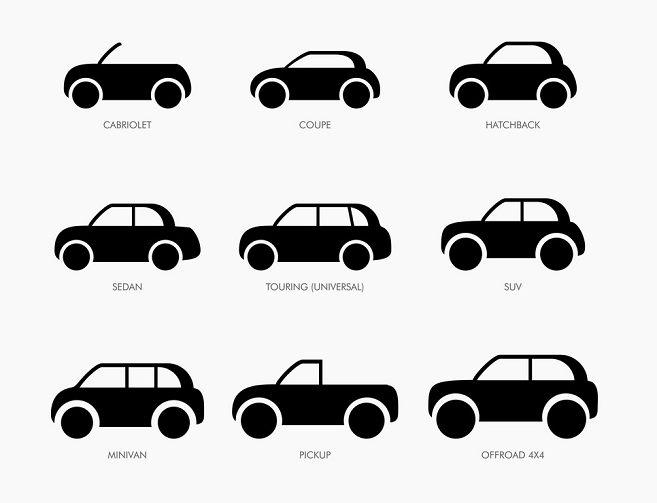 CABRIOLET
COUPE
HATCHBACK
SEDAN
TOURING (UNIVERSAL)
SUV
MINIVAN
PICKUP
OFFROAD 4X4